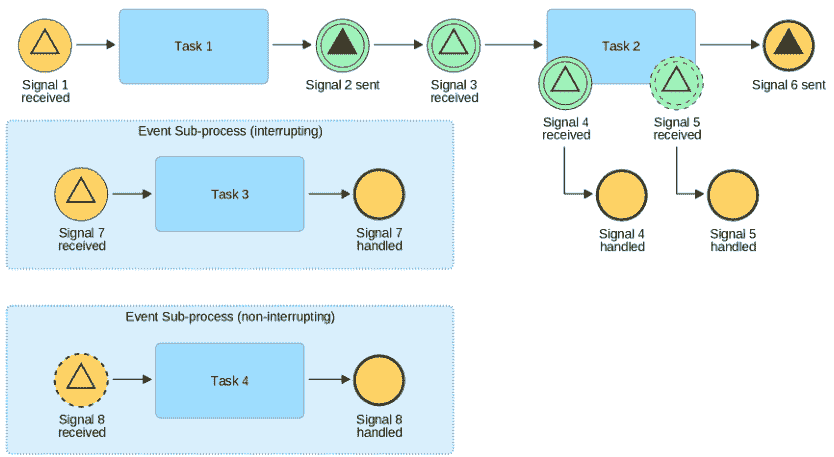 Task 1
Task 2
Signal 1
received
Signal 2 sent
Signal 3
received
Signal 6 sent
Signal 4
received
Signal 5
received
Event Sub-process (interrupting)
Task 3
Signal 7
received
Signal 7
handled
Signal 4
handled
Signal 5
handled
Event Sub-process (non-interrupting)
Task 4
Signal 8
received
Signal 8
handled